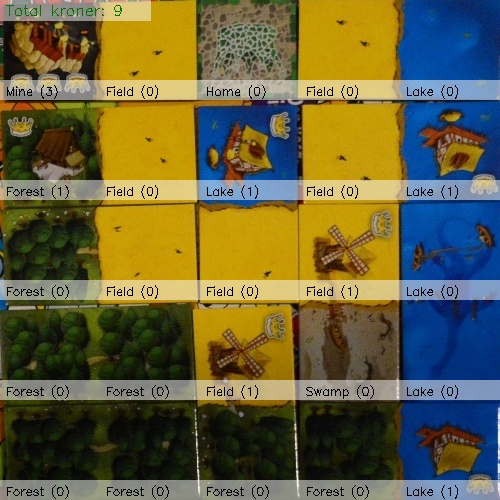 Total kroner: 9
Mine (3) Field (0) Home (0) Field (0) Lake (0)
Forest (1) Field (0) Lake (1) Field (0) Lake (1)
Forest (0) Field (0) Field (0) Field (1) Lake (0)
Forest (0) Forest (0) Field (1) Swamp (0) Lake (0)
Forest (0) Forest (0) Forest (0) Forest (0) Lake (1)